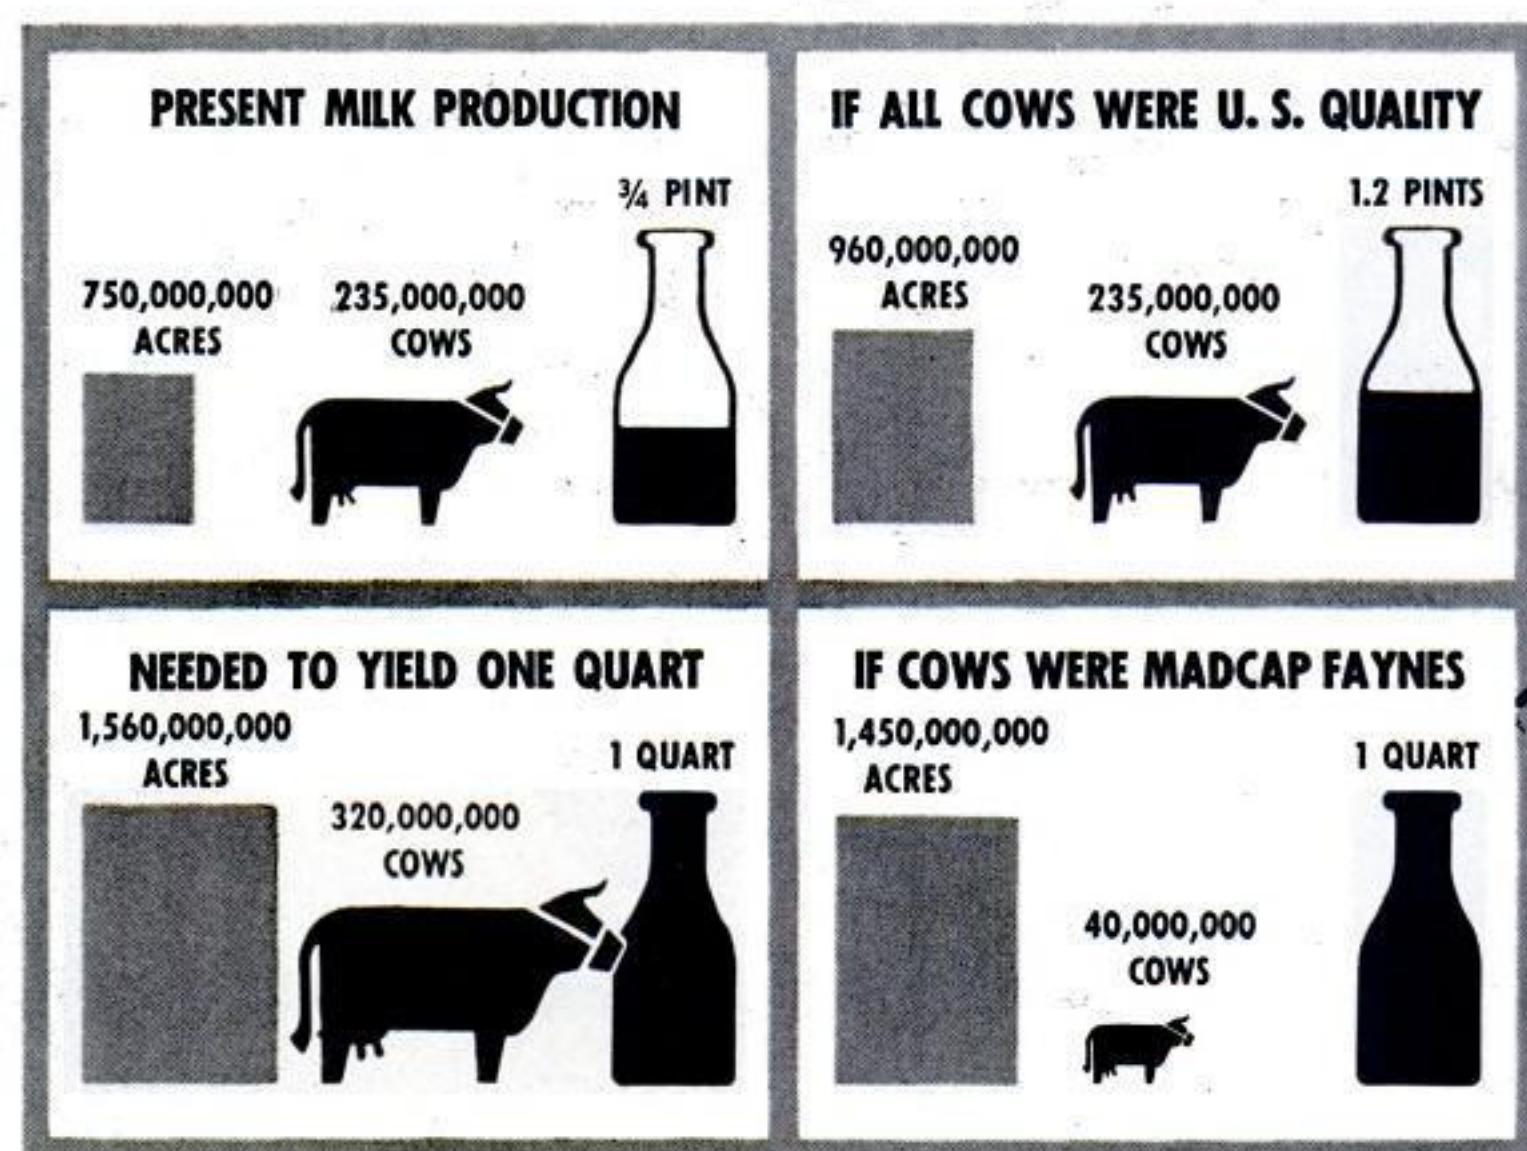 PRESENT MILK PRODUCTION
¾ PINT
750,000,000
ACRES
235,000,000
COWS
IF ALL COWS WERE U. S. QUALITY
1.2 PINTS
960,000,000
ACRES
235,000,000
COWS
NEEDED TO YIELD ONE QUART
1,560,000,000
ACRES
320,000,000
COWS
1 QUART
IF COWS WERE MADCAP FAYNES
1,450,000,000
ACRES
40,000,000
COWS
1 QUART